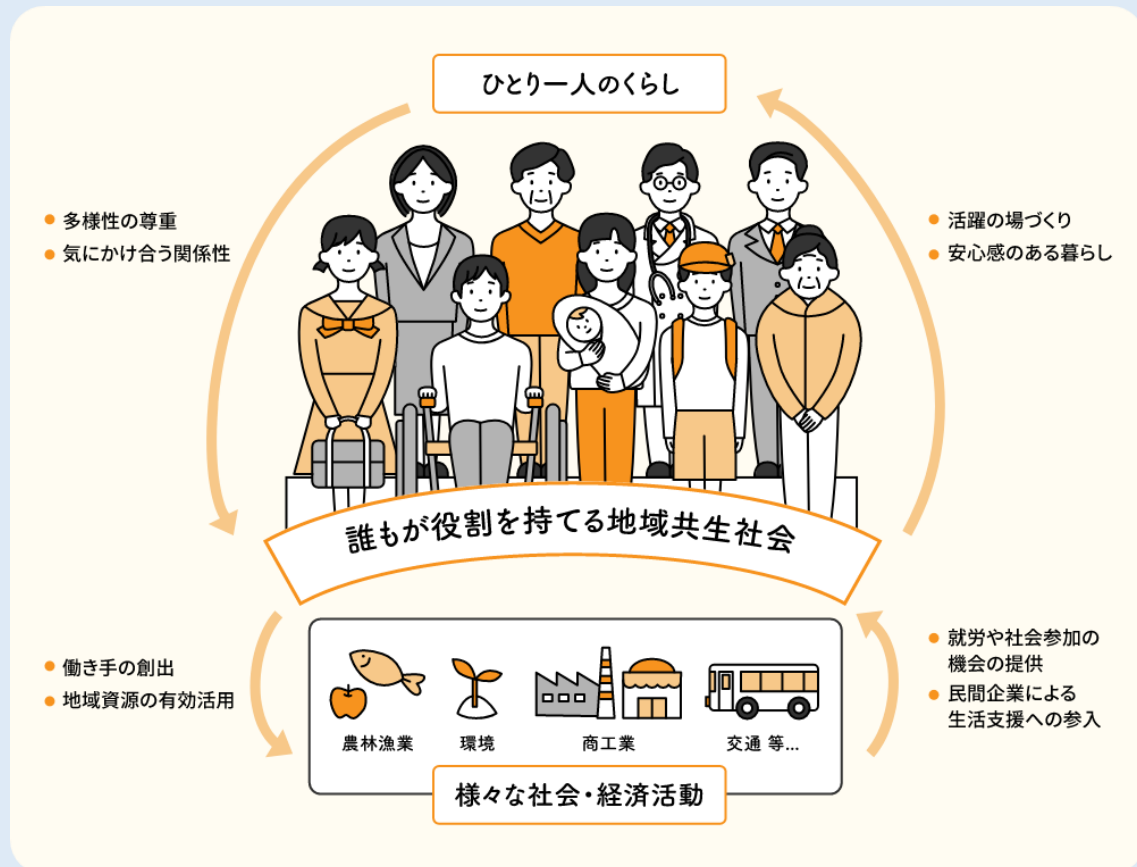 ひとり一人のくらし
多様性の尊重
気にかけ合う関係性
活躍の場づくり
安心感のある暮らし
誰もが役割を持てる地域共生社会
働き手の創出
地域資源の有効活用
就労や社会参加の
機会の提供
民間企業による
生活支援への参入
農林漁業
環境
商工業
交通 等...
様々な社会・経済活動